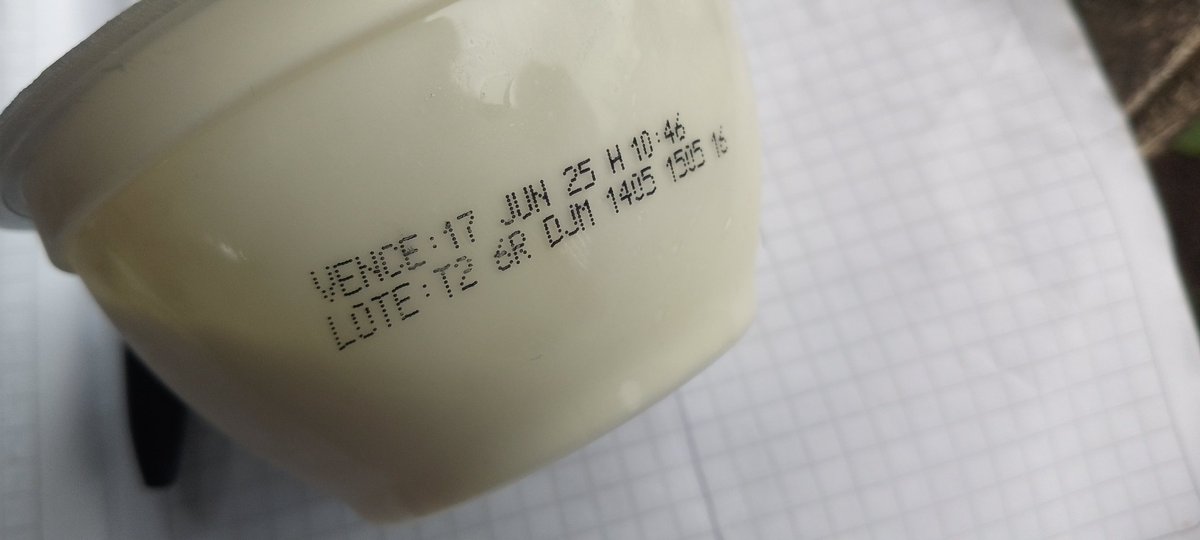 VENCE:17 JUN 25 H 10:46
LOTE:T2 6R DJM 1405 1505 16